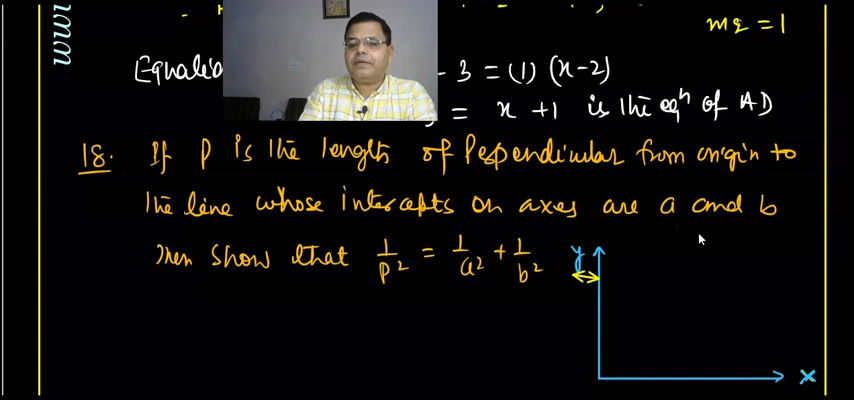 m2 = 1
- 3 = (1) (x-2)
= x +1 is the eqⁿ of AD
18. If P is the length of Perpendicular from origin to
the line whose intercepts on axes are a and b
then show that 1/P² = 1/a² + 1/b²
y
x
www